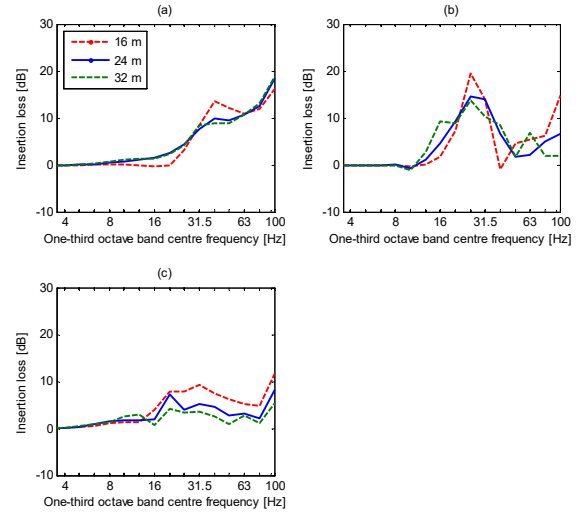 (a)
30
20
10
0
-10
Insertion loss [dB]
16 m
24 m
32 m
4 8 16 31.5 63 100
One-third octave band centre frequency [Hz]
(b)
30
20
10
0
-10
Insertion loss [dB]
4 8 16 31.5 63 100
One-third octave band centre frequency [Hz]
(c)
30
20
10
0
-10
Insertion loss [dB]
4 8 16 31.5 63 100
One-third octave band centre frequency [Hz]